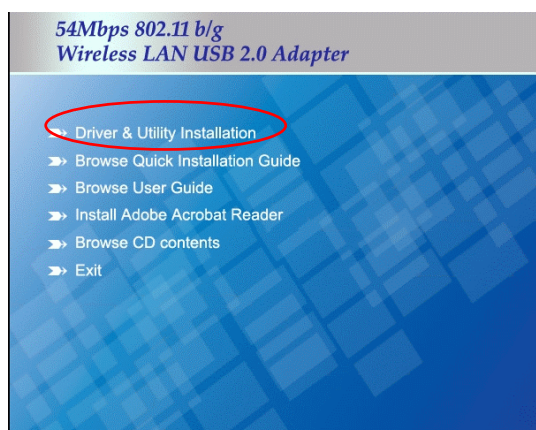 54Mbps 802.11 b/g
Wireless LAN USB 2.0 Adapter
Driver & Utility Installation
Browse Quick Installation Guide
Browse User Guide
Install Adobe Acrobat Reader
Browse CD contents
Exit